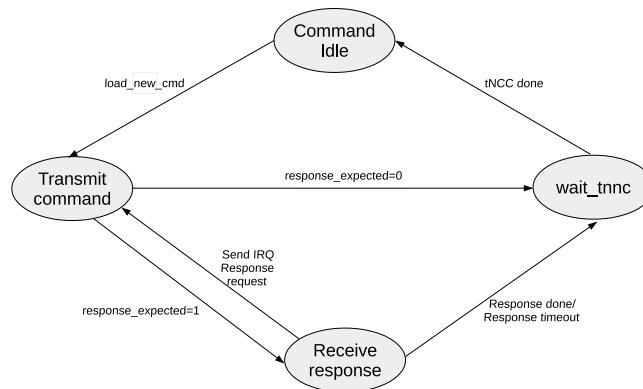 Command
Idle
load_new_cmd
tNCC done
Transmit
command
response_expected=0
wait_tnnc
Send IRQ
Response
request
response_expected=1
Response done/
Response timeout
Receive
response